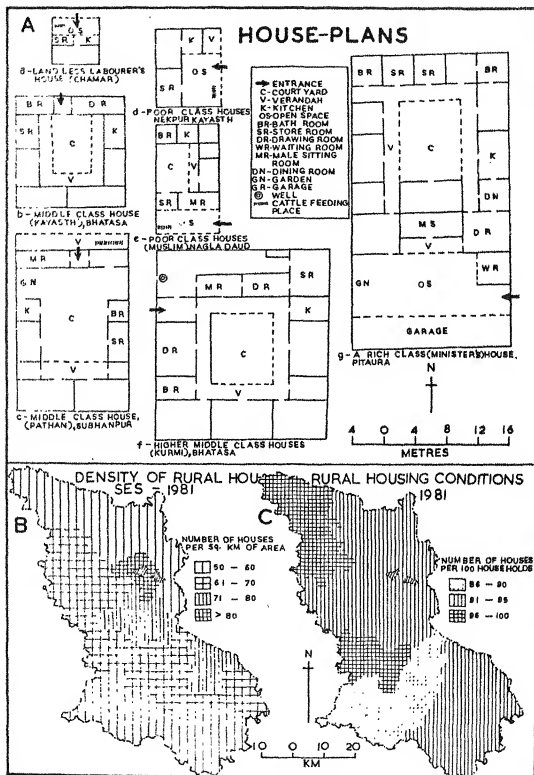 A
HOUSE-PLANS
OS
SR K
a-LANDLESS LABOURER'S
HOUSE (CHAMAR)
BR DR
SR
C
K
V
b-MIDDLE CLASS HOUSE
(KAYASTH), BHATASA
V
MR
GN
K
C
BR
SR
V
c-MIDDLE CLASS HOUSE,
(PATHAN), SUBHANPUR
K V
OS
d-POOR CLASS HOUSES
NEKPUR KAYASTH
BR K
C V
SR MR
OS
e-POOR CLASS HOUSES
(MUSLIM) NAGLA DAUD
MR DR
SR
K
DR
C
BR
V
f-HIGHER MIDDLE CLASS HOUSES
(KURMI), BHATASA
ENTRANCE
C-COURT YARD
V-VERANDAH
K-KITCHEN
OS-OPEN SPACE
BR-BATH ROOM
SR-STORE ROOM
DR-DRAWING ROOM
WR-WAITING ROOM
MR-MALE SITTING
ROOM
DN-DINING ROOM
GN-GARDEN
GR-GARAGE
WELL
CATTLE FEEDING
PLACE
BR SR SR BR
V
C
K
DN
MS
V
DR
WR
GN
OS
GARAGE
g-A RICH CLASS (MINISTER'S) HOUSE,
PITAURA
N
4 0 4 8 12 16
METRES
B
DENSITY OF RURAL HOU
SES - 1981
NUMBER OF HOUSES
PER SQ. KM OF AREA
50 - 60
61 - 70
71 - 80
> 80
RURAL HOUSING CONDITIONS
1981
C
NUMBER OF HOUSES
PER 100 HOUSEHOLDS
86 - 90
91 - 95
96 - 100
N
10 0 10 20
KM